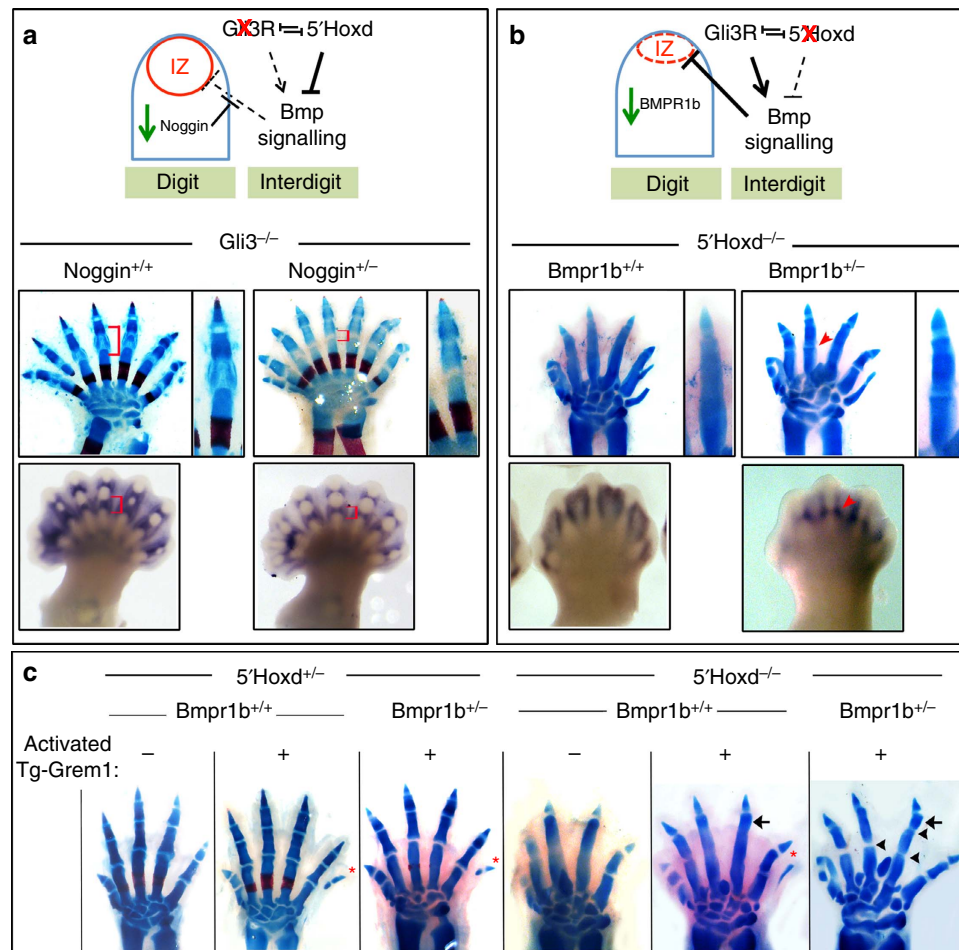 a
Gli3R 5′Hoxd
X
IZ
Noggin
Bmp
signalling
Digit
Interdigit
Gli3−/−
Noggin+/+
Noggin+/−
b
Gli3R 5′Hoxd
X
IZ
BMPR1b
Bmp
signalling
Digit
Interdigit
5′Hoxd−/−
Bmpr1b+/+
Bmpr1b+/−
c
5′Hoxd+/−
5′Hoxd−/−
Bmpr1b+/+
Bmpr1b+/−
Bmpr1b+/+
Bmpr1b+/−
Activated
Tg-Grem1:
− + + − + +
* * *